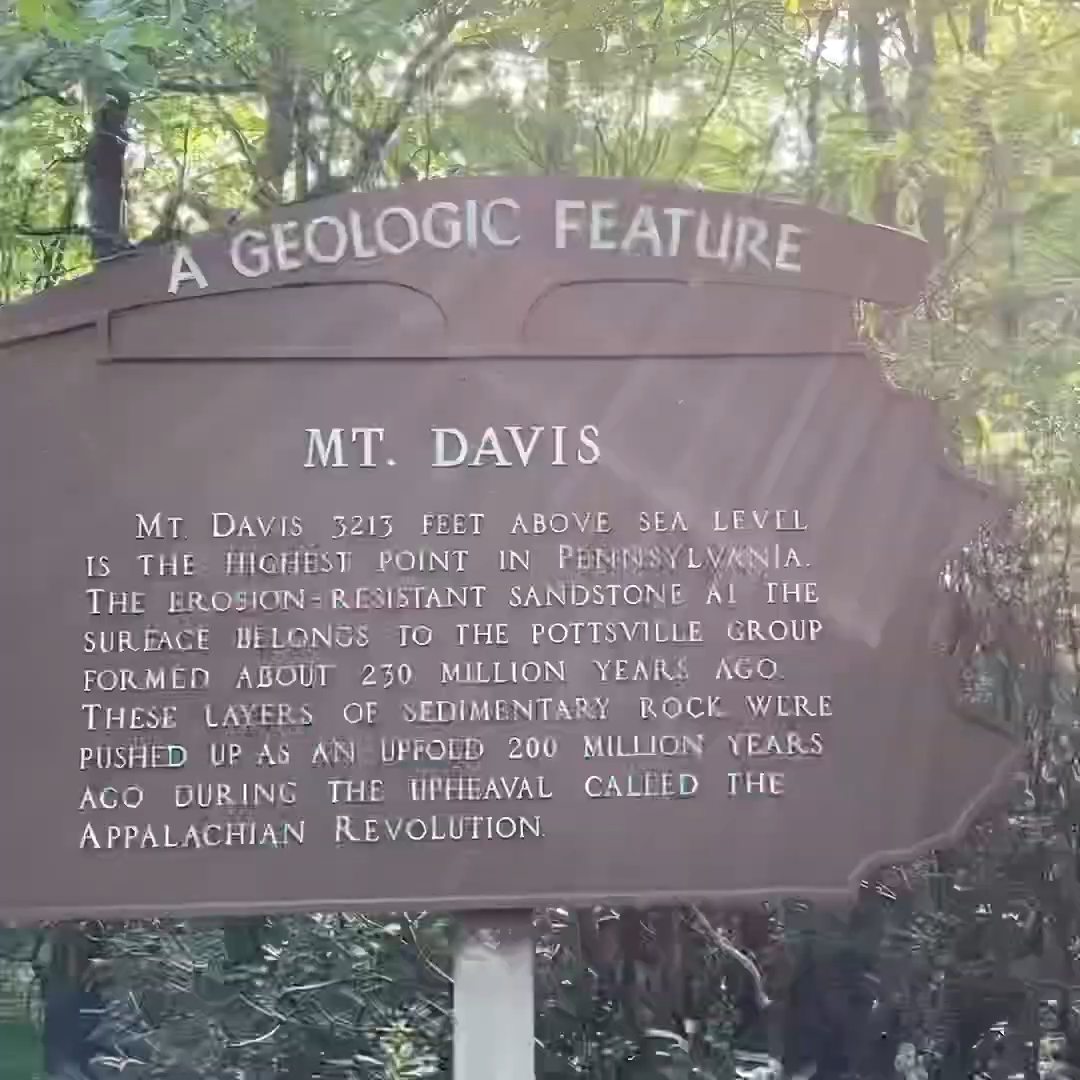 A GEOLOGIC FEATURE
MT. DAVIS
MT. DAVIS 3213 FEET ABOVE SEA LEVEL
IS THE HIGHEST POINT IN PENNSYLVANIA.
THE EROSION-RESISTANT SANDSTONE AT THE
SURFACE BELONGS TO THE POTTSVILLE GROUP
FORMED ABOUT 230 MILLION YEARS AGO.
THESE LAYERS OF SEDIMENTARY ROCK WERE
PUSHED UP AS AN UPFOLD 200 MILLION YEARS
AGO DURING THE UPHEAVAL CALLED THE
APPALACHIAN REVOLUTION.